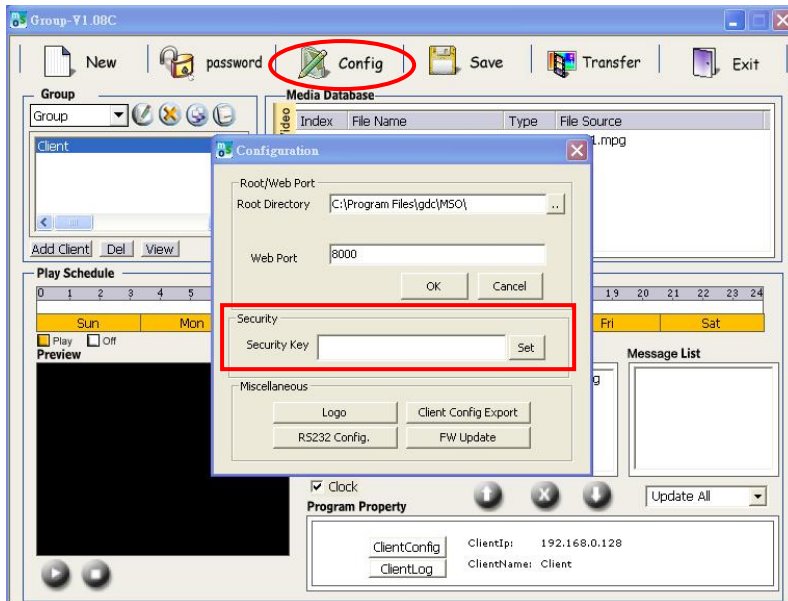 Group-V1.08C
New password Config Save Transfer Exit
Group
Group
Client
Add Client Del View
Media Database
Video
Index File Name Type File Source
1.mpg
Configuration
Root/Web Port
Root Directory C:\Program Files\gdc\MSO\ ..
Web Port 8000
OK Cancel
Security
Security Key Set
Miscellaneous
Logo Client Config Export
RS232 Config. FW Update
Play Schedule
0 1 2 3 4 5 19 20 21 22 23 24
Sun Mon Fri Sat
Play Off
Preview
Message List
g
Clock
Update All
Program Property
ClientConfig ClientIp: 192.168.0.128
ClientLog ClientName: Client